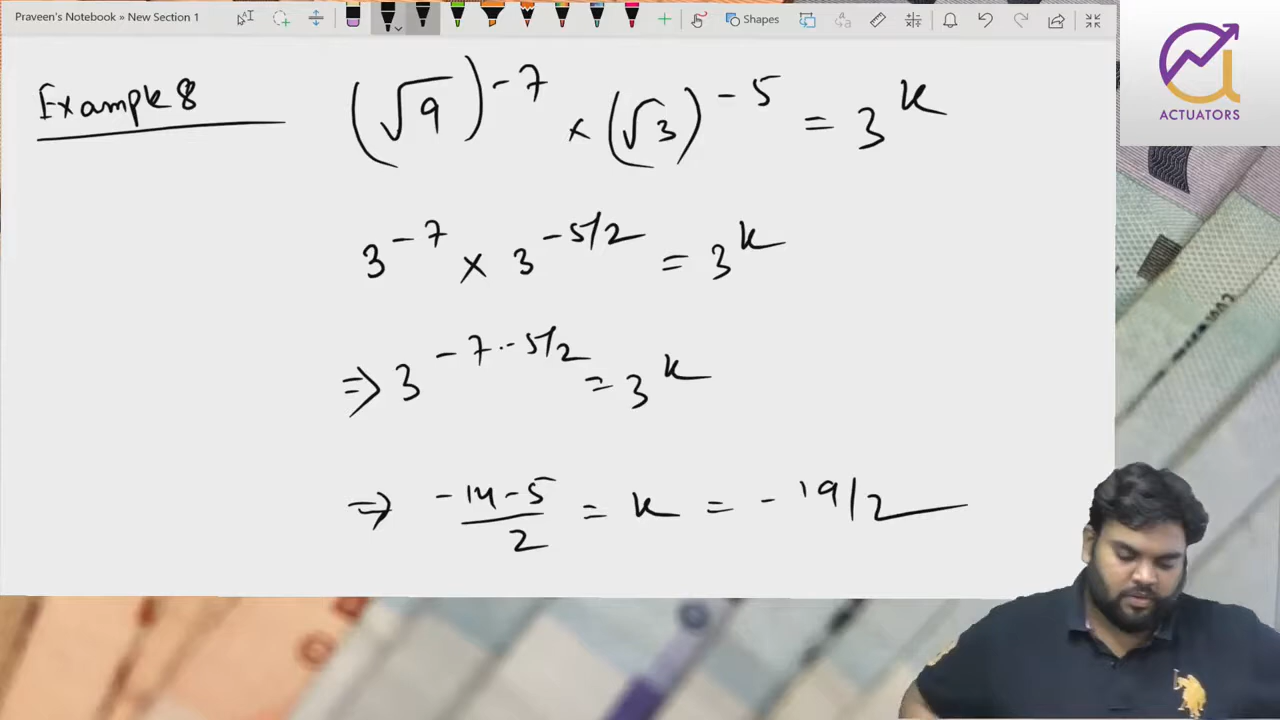 Praveen's Notebook » New Section 1
Shapes
ACTUATORS
Example 8
(√9)^-7 × (√3)^-5 = 3^k
3^-7 × 3^-5/2 = 3^k
⇒ 3^-7--5/2 = 3^k
⇒ -14-5/2 = k = -19/2